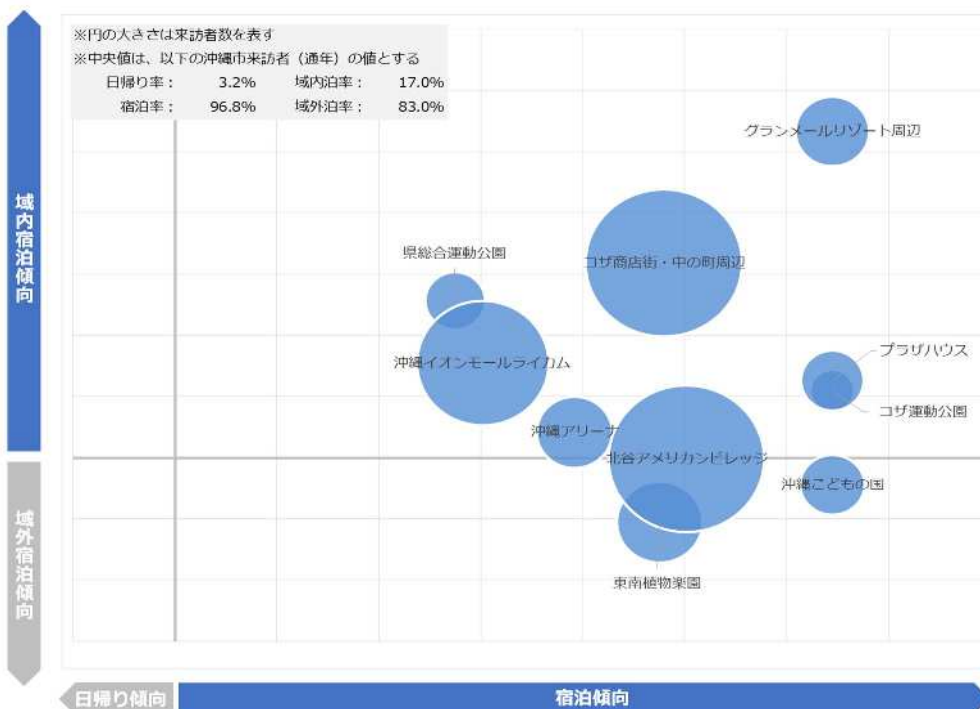 ※円の大きさは来訪者数を表す
※中央値は、以下の沖縄市来訪者（通年）の値とする
日帰り率： 3.2% 域内泊率： 17.0%
宿泊率： 96.8% 域外泊率： 83.0%
グランメールリゾート周辺
県総合運動公園
コザ商店街・中の町周辺
沖縄イオンモールライカム
プラザハウス
コザ運動公園
沖縄アリーナ
北谷アメリカンビレッジ
沖縄こどもの国
東南植物楽園
域内宿泊傾向
域外宿泊傾向
日帰り傾向
宿泊傾向